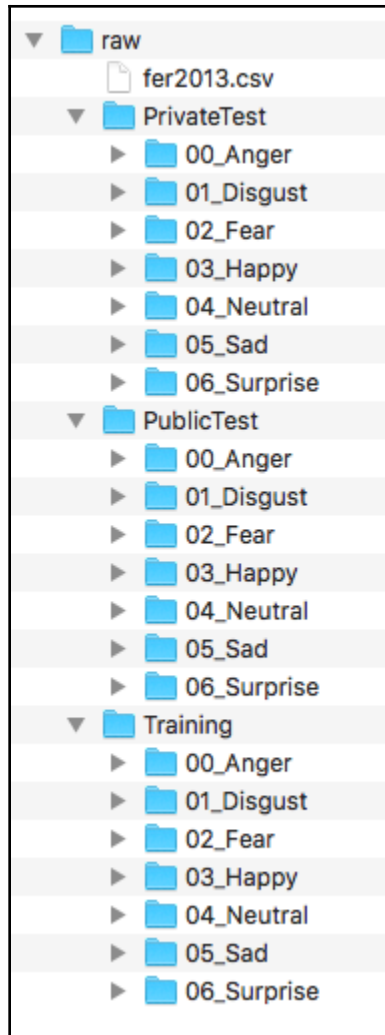 raw
fer2013.csv
PrivateTest
00_Anger
01_Disgust
02_Fear
03_Happy
04_Neutral
05_Sad
06_Surprise
PublicTest
00_Anger
01_Disgust
02_Fear
03_Happy
04_Neutral
05_Sad
06_Surprise
Training
00_Anger
01_Disgust
02_Fear
03_Happy
04_Neutral
05_Sad
06_Surprise